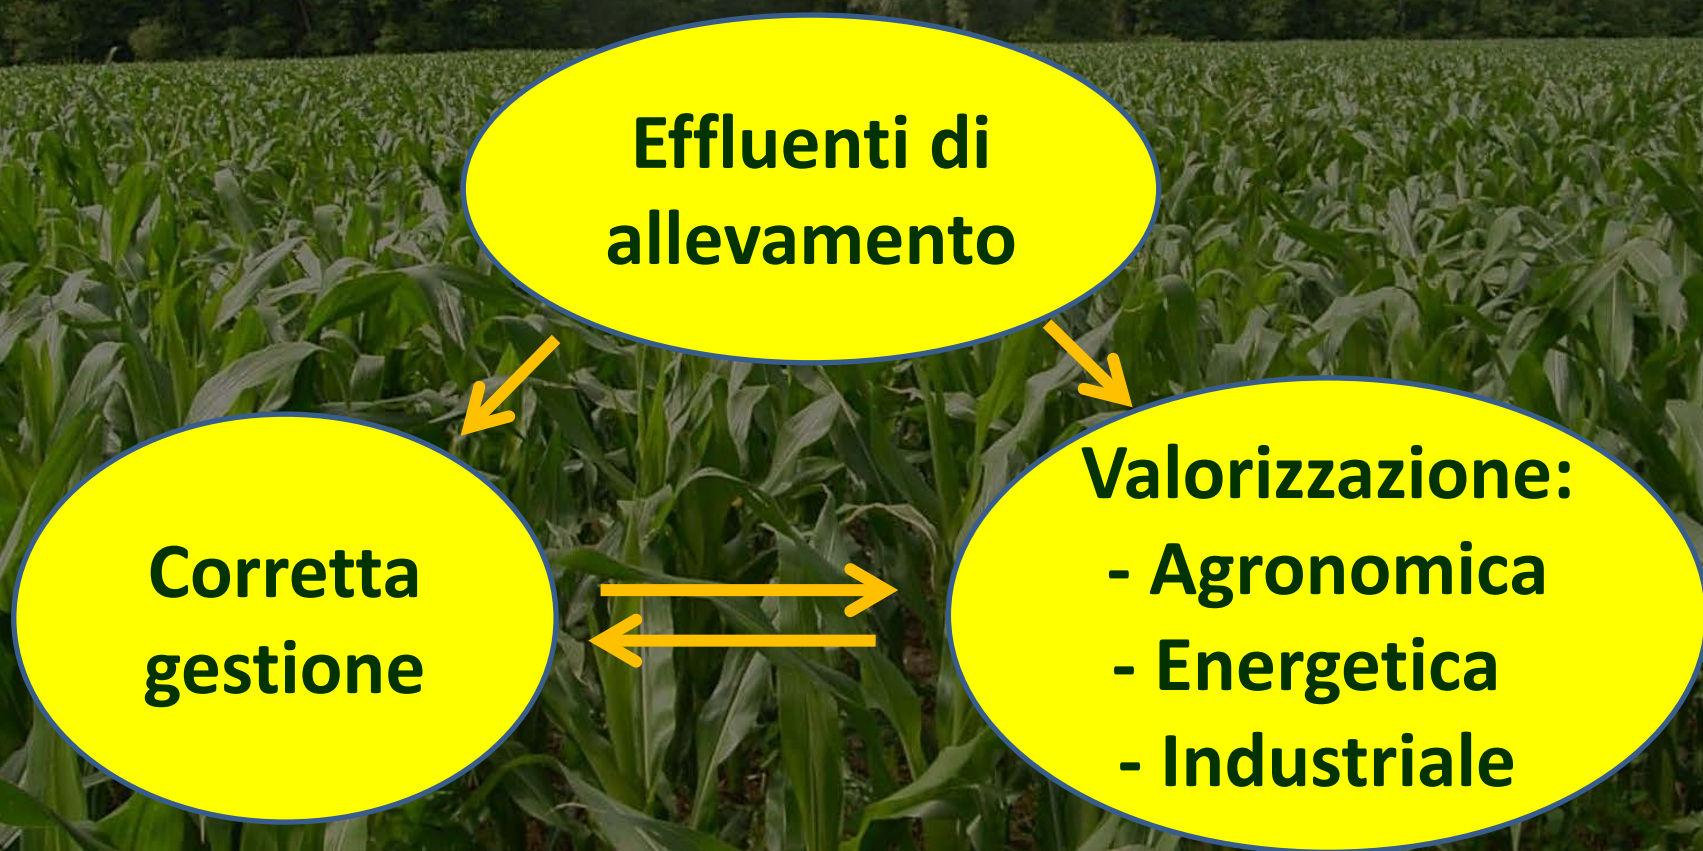 Effluenti di
allevamento
Corretta
gestione
Valorizzazione:
- Agronomica
- Energetica
- Industriale